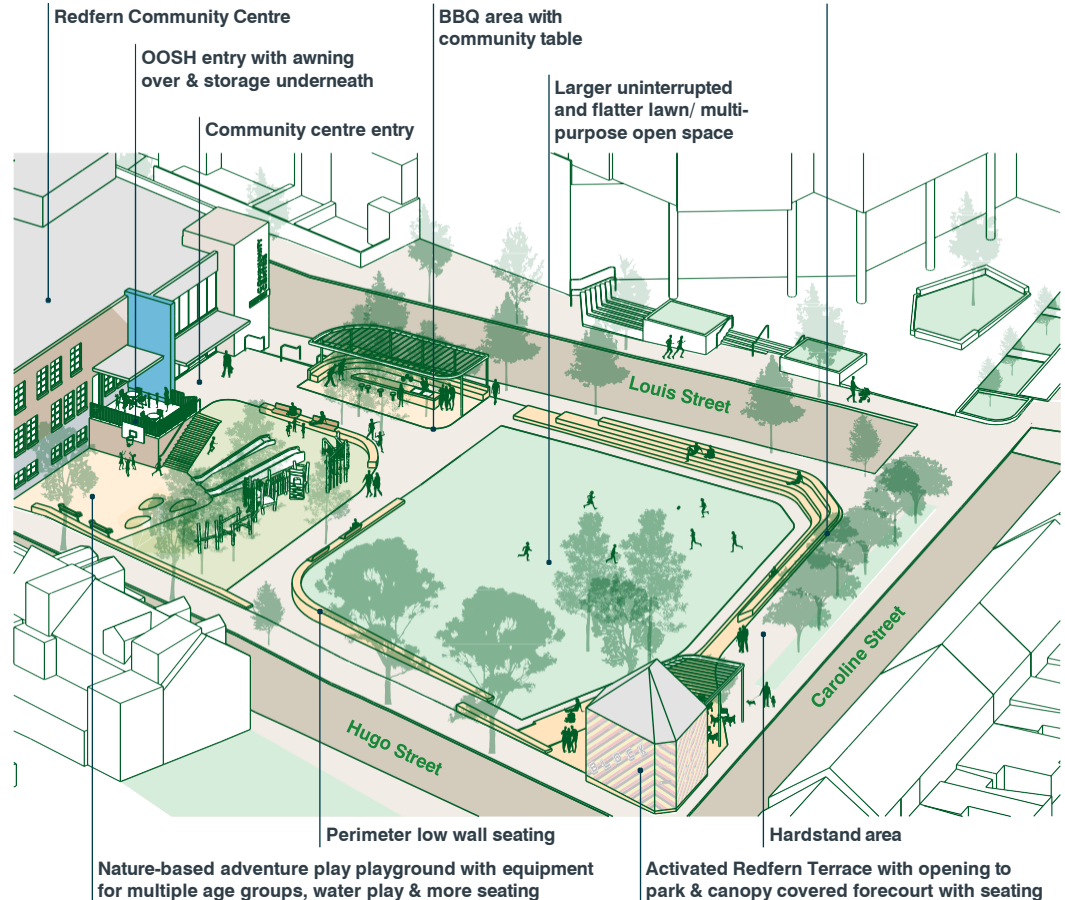 Redfern Community Centre
BBQ area with
community table
OOSH entry with awning
over & storage underneath
Larger uninterrupted
and flatter lawn/ multi-
purpose open space
Community centre entry
Louis Street
Caroline Street
Hugo Street
Perimeter low wall seating
Hardstand area
Nature-based adventure play playground with equipment
for multiple age groups, water play & more seating
Activated Redfern Terrace with opening to
park & canopy covered forecourt with seating